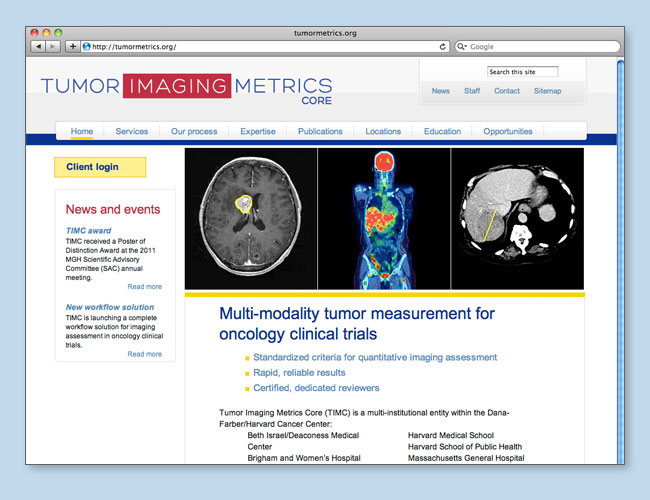 tumormetrics.org
http://tumormetrics.org/
Google
TUMOR IMAGING METRICS
CORE
Search this site
News Staff Contact Sitemap
Home Services Our process Expertise Publications Locations Education Opportunities
Client login
News and events
TIMC award
TIMC received a Poster of
Distinction Award at the 2011
MGH Scientific Advisory
Committee (SAC) annual
meeting.
Read more
New workflow solution
TIMC is launching a complete
workflow solution for imaging
assessment in oncology clinical
trials.
Read more
Multi-modality tumor measurement for
oncology clinical trials
Standardized criteria for quantitative imaging assessment
Rapid, reliable results
Certified, dedicated reviewers
Tumor Imaging Metrics Core (TIMC) is a multi-institutional entity within the Dana-
Farber/Harvard Cancer Center:
Beth Israel/Deaconess Medical
Center
Brigham and Women's Hospital
Harvard Medical School
Harvard School of Public Health
Massachusetts General Hospital